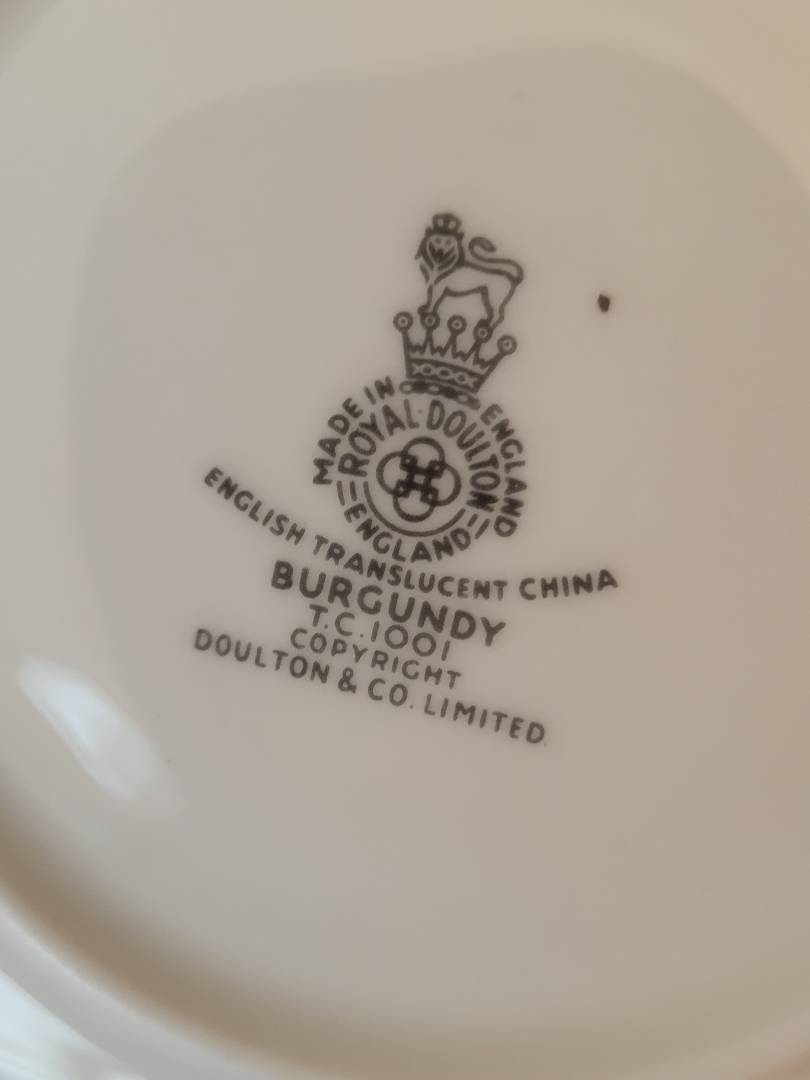 MADE IN ENGLAND
ROYAL·DOULTON
ENGLAND
ENGLISH TRANSLUCENT CHINA
BURGUNDY
T.C.1001
COPYRIGHT
DOULTON & CO. LIMITED.